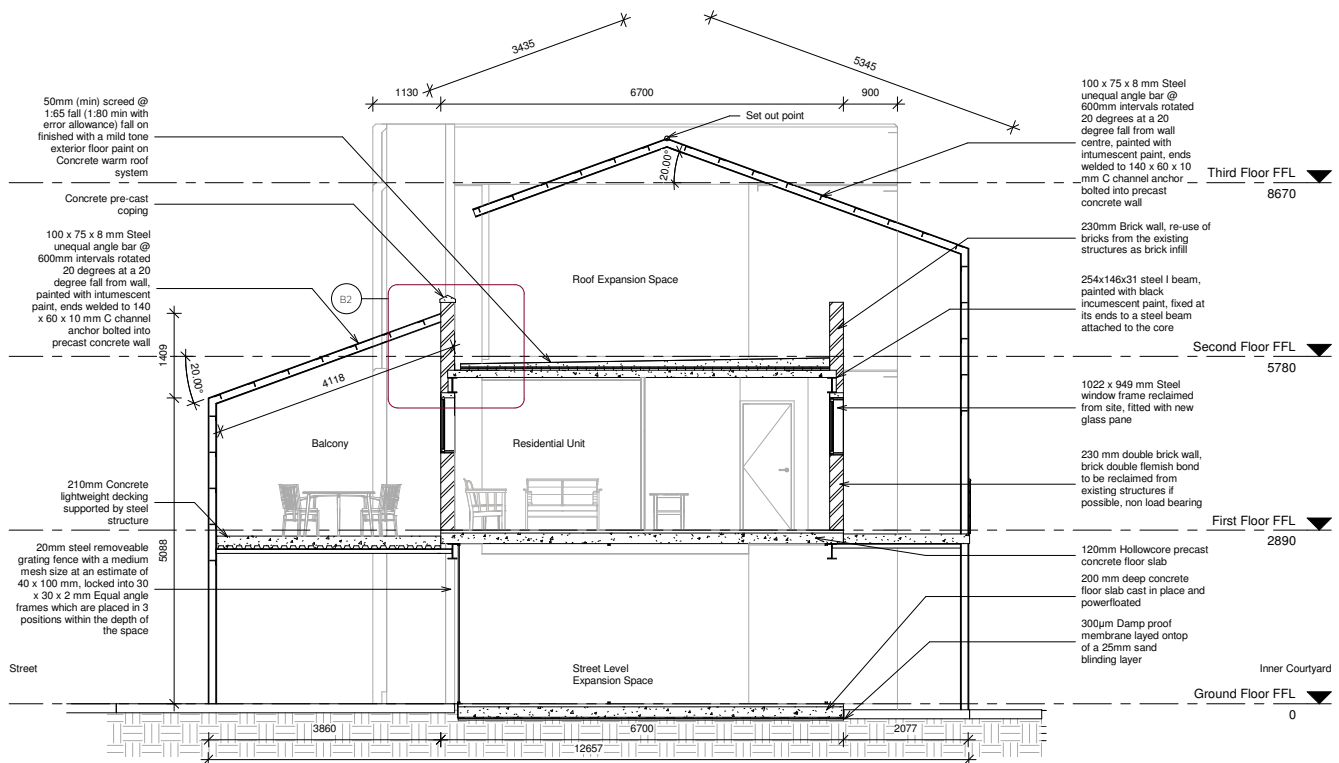 3435
5345
1130
6700
900
Set out point
20.00°
50mm (min) screed @
1:65 fall (1:80 min with
error allowance) fall on
finished with a mild tone
exterior floor paint on
Concrete warm roof
system
Concrete pre-cast
coping
100 x 75 x 8 mm Steel
unequal angle bar @
600mm intervals rotated
20 degrees at a 20
degree fall from wall,
painted with intumescent
paint, ends welded to 140
x 60 x 10 mm C channel
anchor bolted into
precast concrete wall
B2
1409
20.00°
4118
Balcony
210mm Concrete
lightweight decking
supported by steel
structure
20mm steel removeable
grating fence with a medium
mesh size at an estimate of
40 x 100 mm, locked into 30
x 30 x 2 mm Equal angle
frames which are placed in 3
positions within the depth of
the space
5088
Street
Roof Expansion Space
Residential Unit
Street Level
Expansion Space
100 x 75 x 8 mm Steel
unequal angle bar @
600mm intervals rotated
20 degrees at a 20
degree fall from wall
centre, painted with
intumescent paint, ends
welded to 140 x 60 x 10
mm C channel anchor
bolted into precast
concrete wall
230mm Brick wall, re-use of
bricks from the existing
structures as brick infill
254x146x31 steel I beam,
painted with black
incumescent paint, fixed at
its ends to a steel beam
attached to the core
1022 x 949 mm Steel
window frame reclaimed
from site, fitted with new
glass pane
230 mm double brick wall,
brick double flemish bond
to be reclaimed from
existing structures if
possible, non load bearing
120mm Hollowcore precast
concrete floor slab
200 mm deep concrete
floor slab cast in place and
powerfloated
300µm Damp proof
membrane layed ontop
of a 25mm sand
blinding layer
Third Floor FFL
8670
Second Floor FFL
5780
First Floor FFL
2890
Inner Courtyard
Ground Floor FFL
0
3860
6700
2077
12657